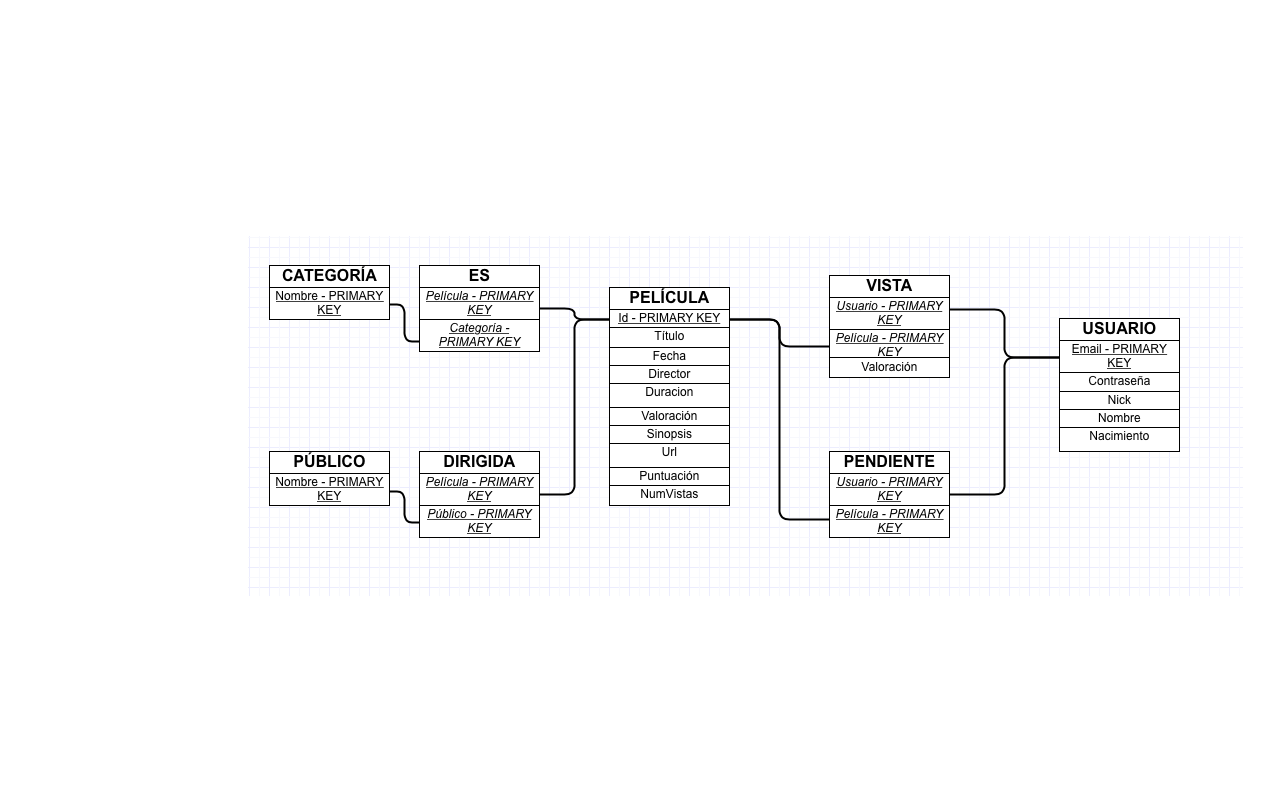 CATEGORÍA
Nombre - PRIMARY
KEY
ES
Película - PRIMARY
KEY
Categoría -
PRIMARY KEY
PÚBLICO
Nombre - PRIMARY
KEY
DIRIGIDA
Película - PRIMARY
KEY
Público - PRIMARY
KEY
PELÍCULA
Id - PRIMARY KEY
Título
Fecha
Director
Duracion
Valoración
Sinopsis
Url
Puntuación
NumVistas
VISTA
Usuario - PRIMARY
KEY
Película - PRIMARY
KEY
Valoración
PENDIENTE
Usuario - PRIMARY
KEY
Película - PRIMARY
KEY
USUARIO
Email - PRIMARY
KEY
Contraseña
Nick
Nombre
Nacimiento